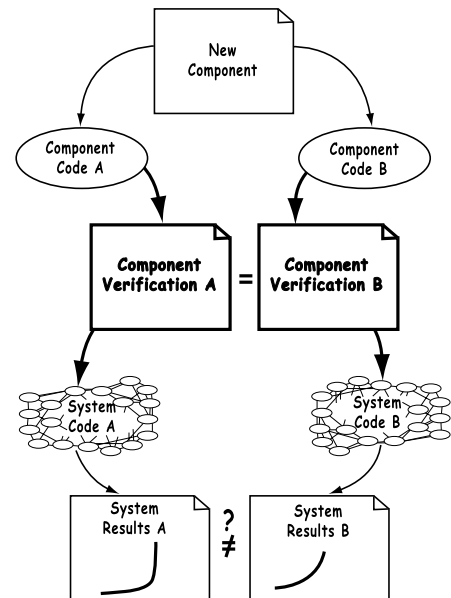 New
Component
Component
Code A
Component
Code B
Component
Verification A
=
Component
Verification B
System
Code A
System
Code B
System
Results A
?
≠
System
Results B